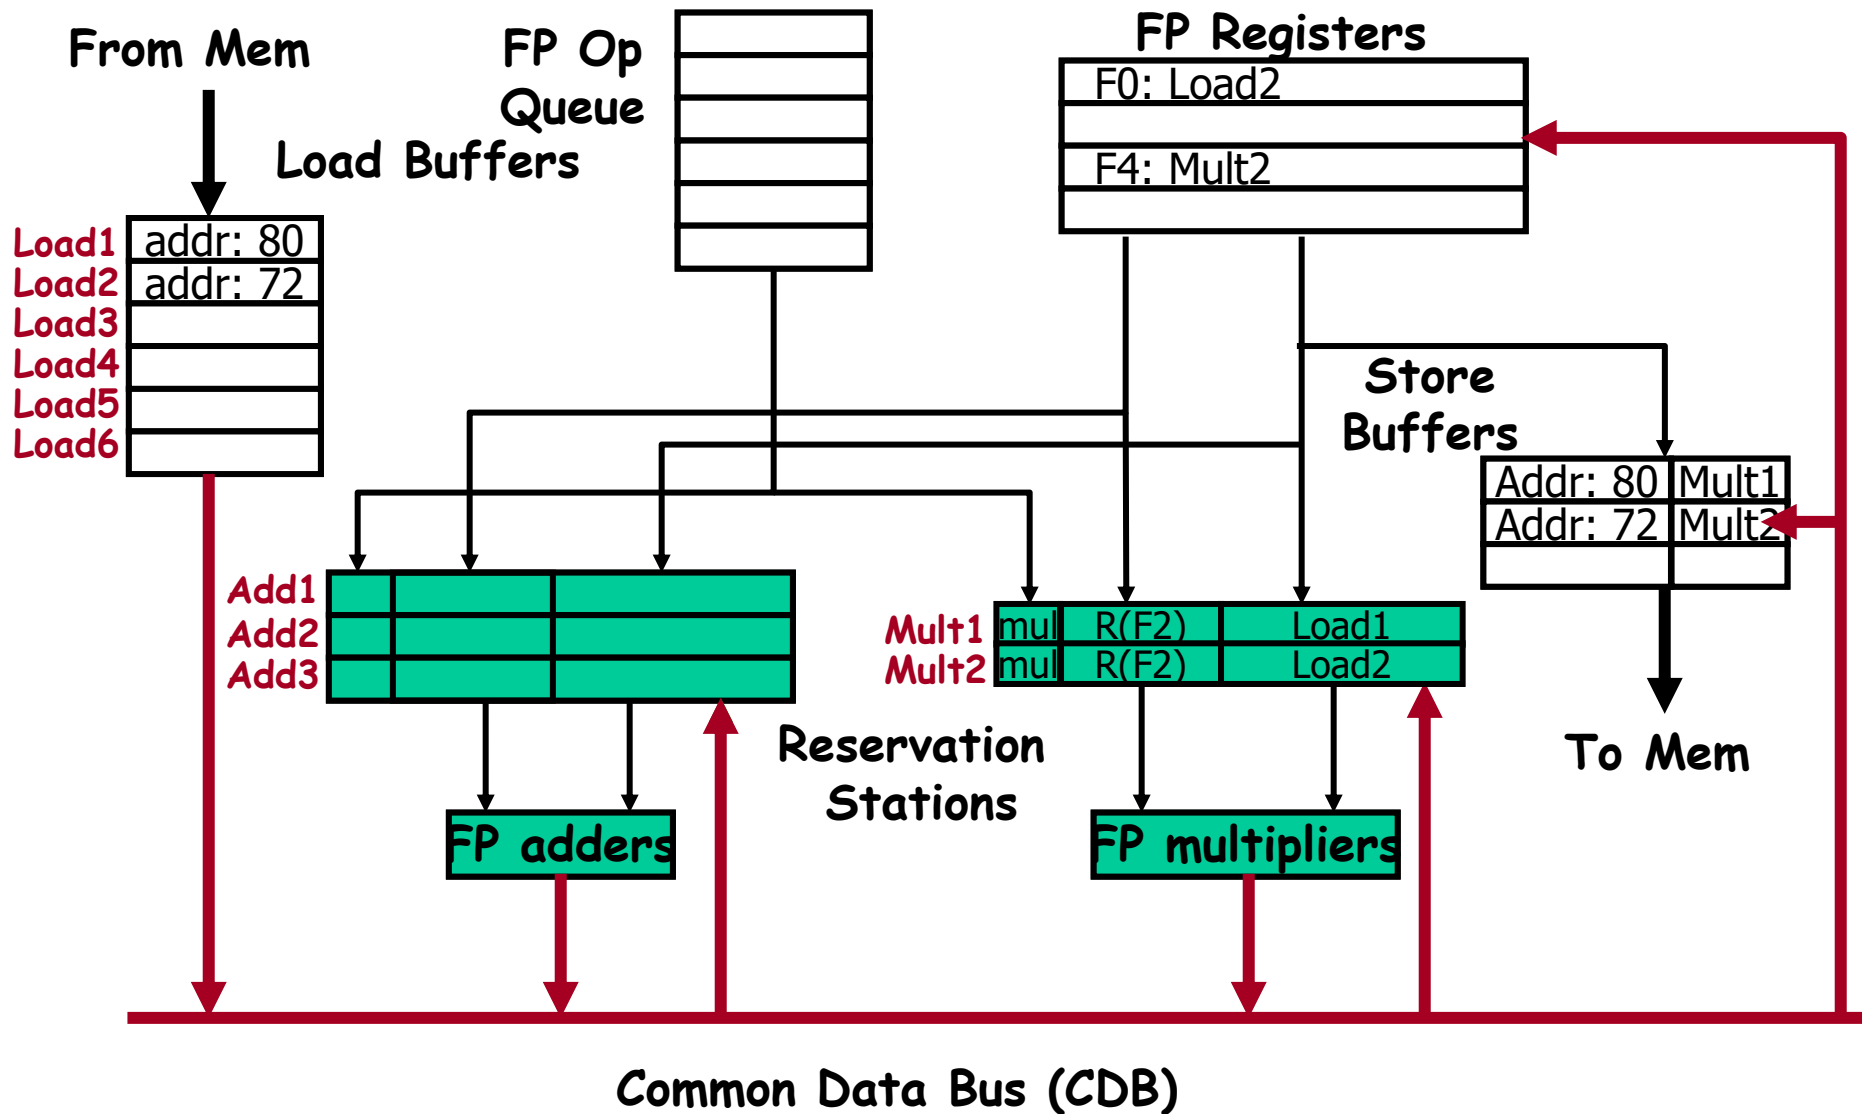 From Mem
FP Op
Queue
FP Registers
F0: Load2
F4: Mult2
Load Buffers
Load1
addr: 80
Load2
addr: 72
Load3
Load4
Load5
Load6
Store
Buffers
Addr: 80
Mult1
Addr: 72
Mult2
Add1
Add2
Add3
Mult1
mul
R(F2)
Load1
Mult2
mul
R(F2)
Load2
Reservation
Stations
To Mem
FP adders
FP multipliers
Common Data Bus (CDB)